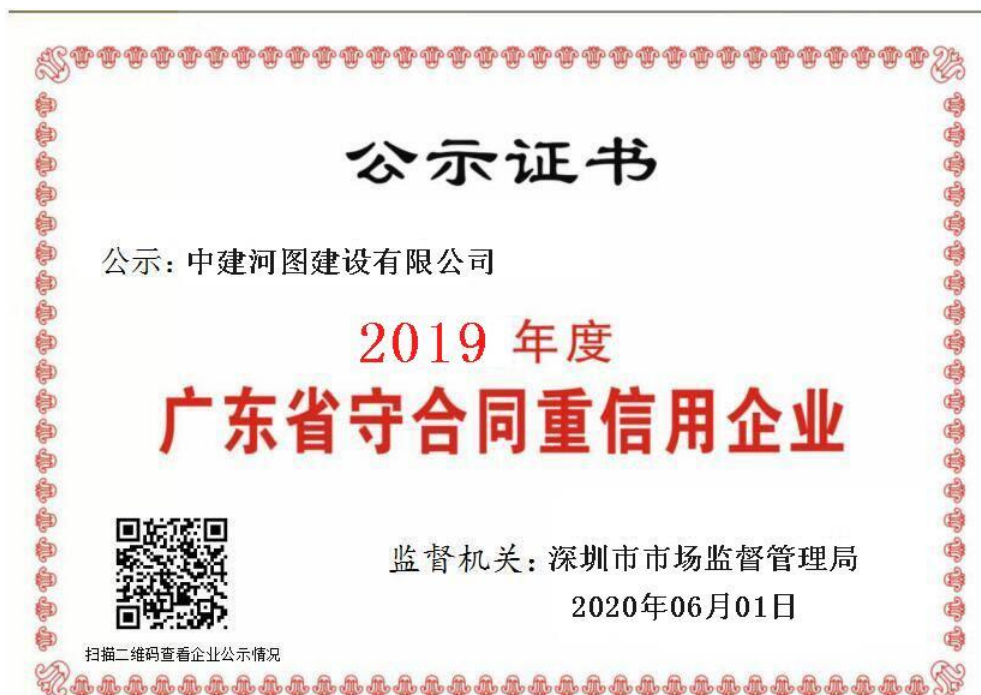 公示证书
公示：中建河图建设有限公司
2019 年度
广东省守合同重信用企业
监督机关：深圳市市场监督管理局
2020年06月01日
扫描二维码查看企业公示情况